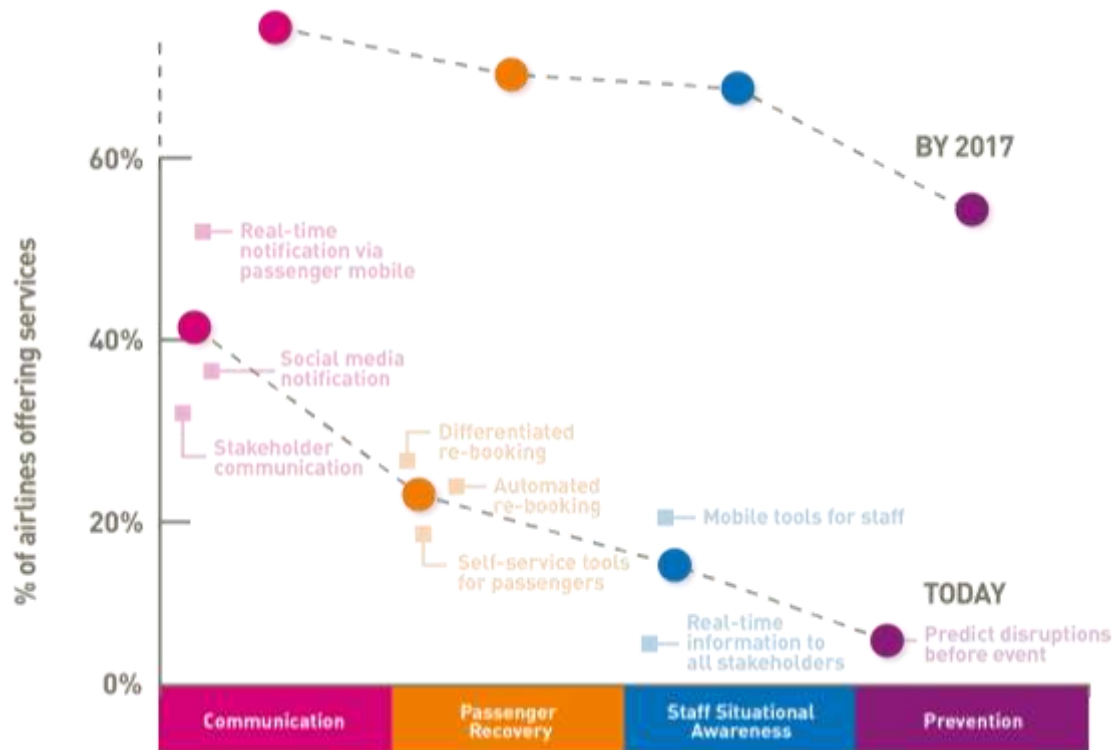 BY 2017
60%
Real-time
notification via
passenger mobile
% of airlines offering services
40%
Social media
notification
Stakeholder
communication
Differentiated
re-booking
Automated
re-booking
20%
Mobile tools for staff
Self-service tools
for passengers
TODAY
Real-time
information to
all stakeholders
Predict disruptions
before event
0%
Communication
Passenger
Recovery
Staff Situational
Awareness
Prevention